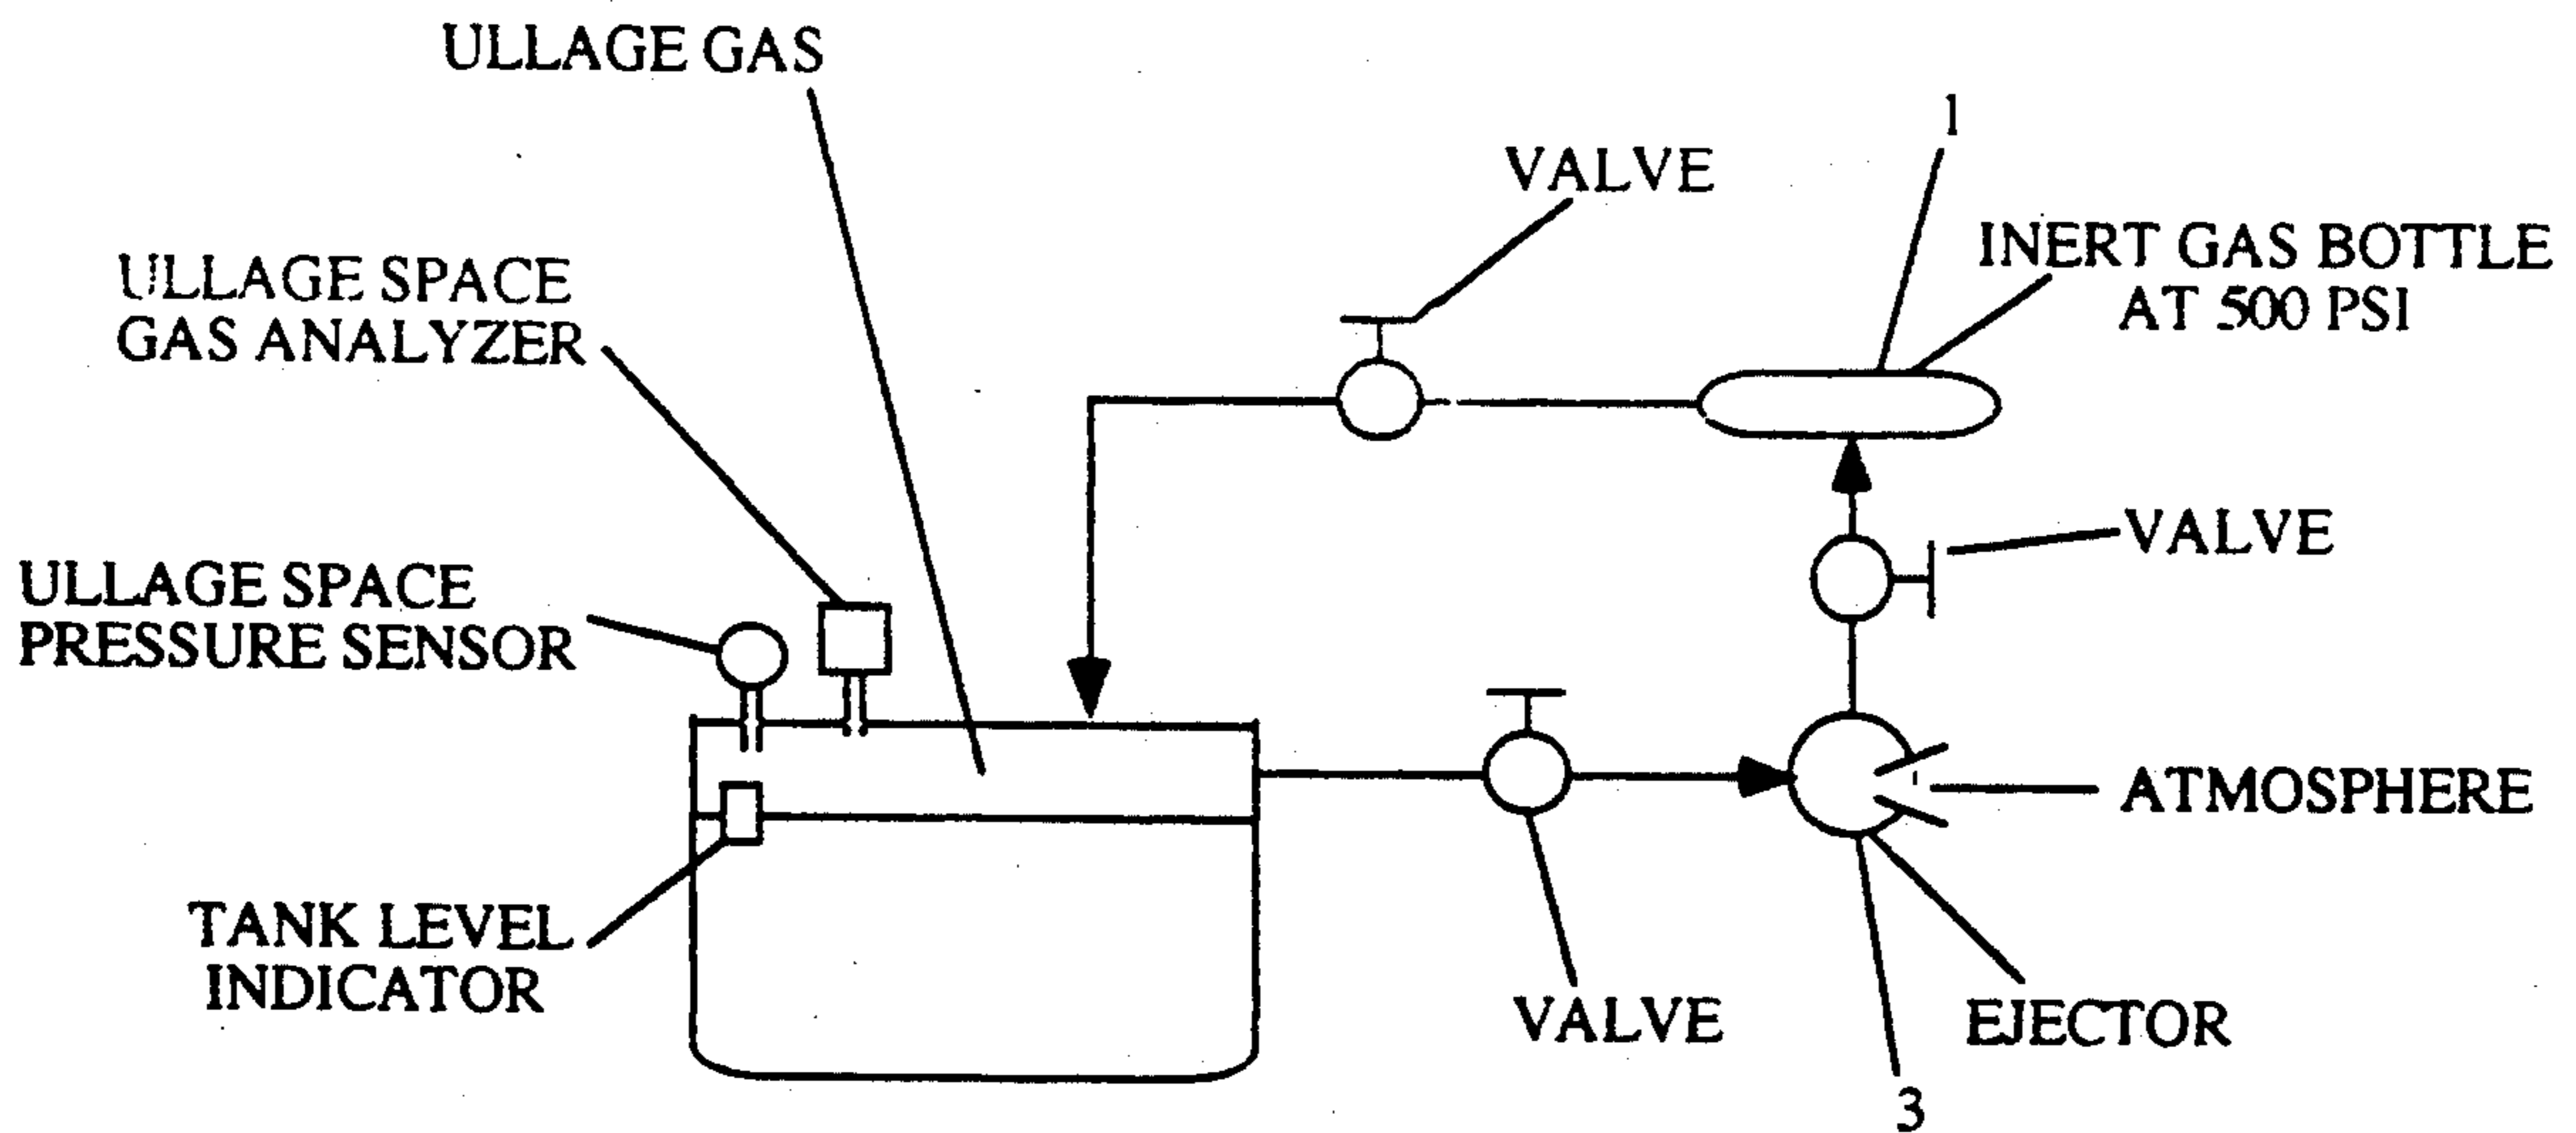 ULLAGE GAS
1
VALVE
INERT GAS BOTTLE
AT 500 PSI
ULLAGE SPACE
GAS ANALYZER
VALVE
ULLAGE SPACE
PRESSURE SENSOR
ATMOSPHERE
TANK LEVEL
INDICATOR
VALVE
EJECTOR
3